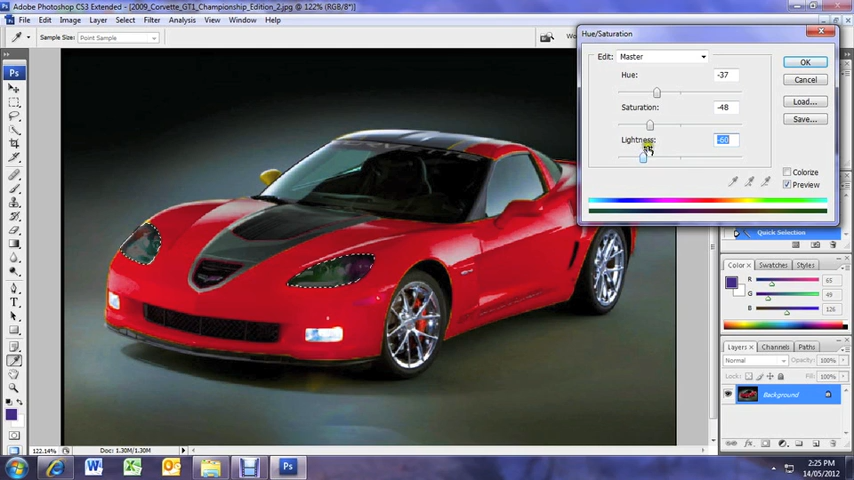 Adobe Photoshop CS3 Extended - [2009_Corvette_GT1_Championship_Edition_2.jpg @ 122% (RGB/8*)]
File Edit Image Layer Select Filter Analysis View Window Help
Sample Size: Point Sample
Hue/Saturation
Edit: Master
Hue: -37
Saturation: -48
Lightness: -60
OK
Cancel
Load...
Save...
Colorize
Preview
Ps
Quick Selection
Color Swatches Styles
R 65
G 49
B 126
Layers Channels Paths
Normal Opacity: 100%
Lock: Fill: 100%
Background
122.14% Doc: 1.30M/1.30M
2:25 PM
14/05/2012